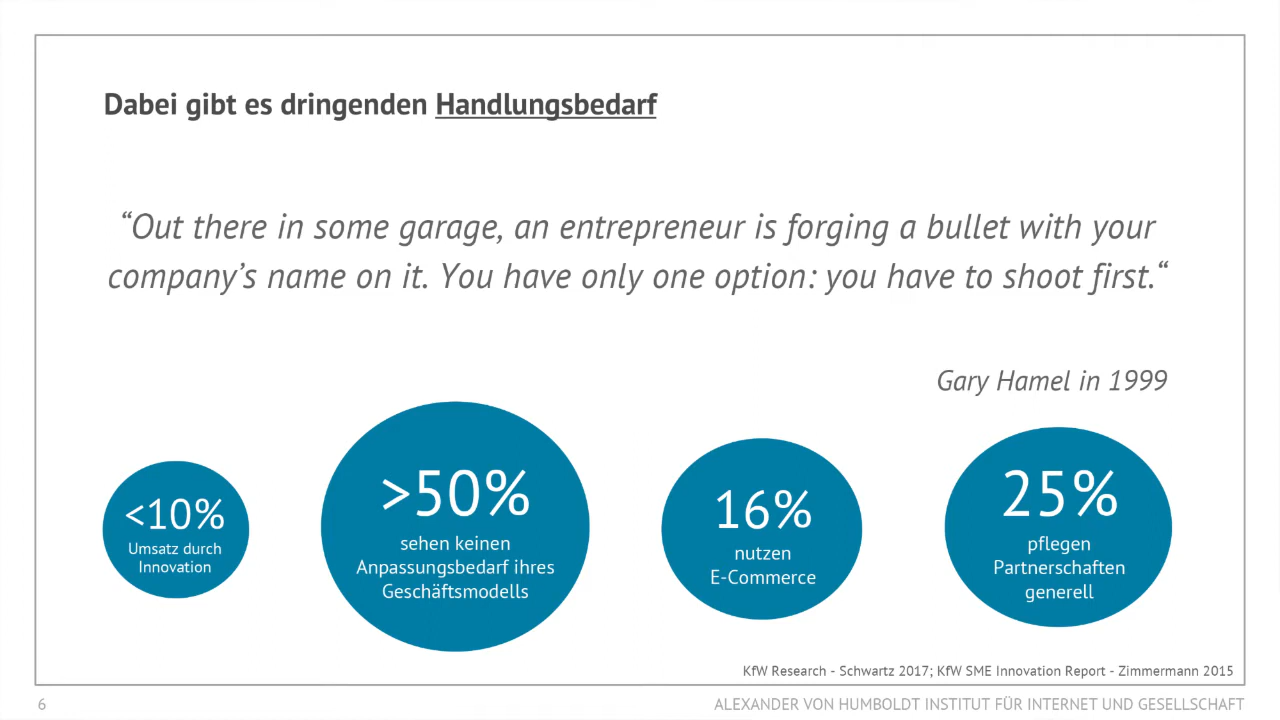 Dabei gibt es dringenden Handlungsbedarf
“Out there in some garage, an entrepreneur is forging a bullet with your
company’s name on it. You have only one option: you have to shoot first.“
Gary Hamel in 1999
<10%
Umsatz durch
Innovation
>50%
sehen keinen
Anpassungsbedarf ihres
Geschäftsmodells
16%
nutzen
E-Commerce
25%
pflegen
Partnerschaften
generell
KfW Research - Schwartz 2017; KfW SME Innovation Report - Zimmermann 2015
6
ALEXANDER VON HUMBOLDT INSTITUT FÜR INTERNET UND GESELLSCHAFT